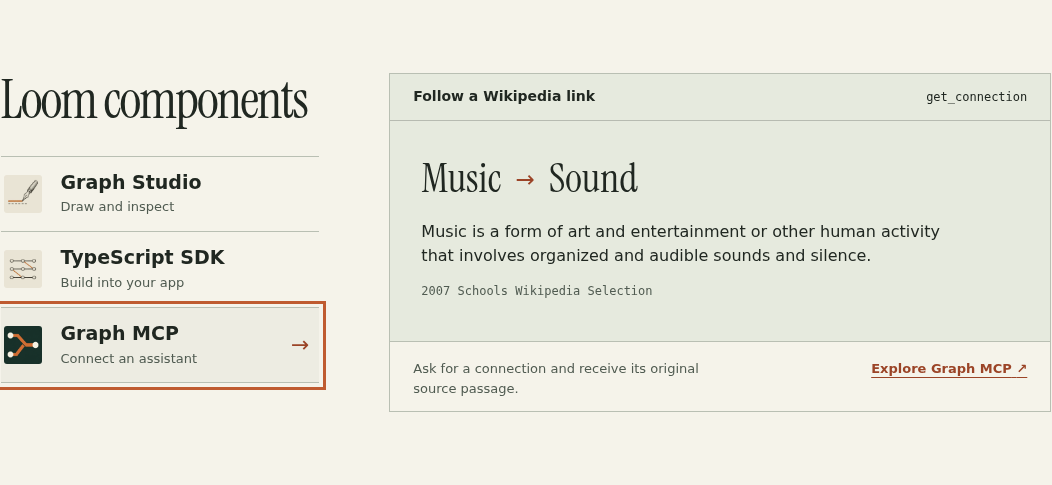 Loom components
Graph Studio
Draw and inspect
TypeScript SDK
Build into your app
Graph MCP
Connect an assistant
→
Follow a Wikipedia link
get_connection
Music → Sound
Music is a form of art and entertainment or other human activity
that involves organized and audible sounds and silence.
2007 Schools Wikipedia Selection
Ask for a connection and receive its original
source passage.
Explore Graph MCP ↗